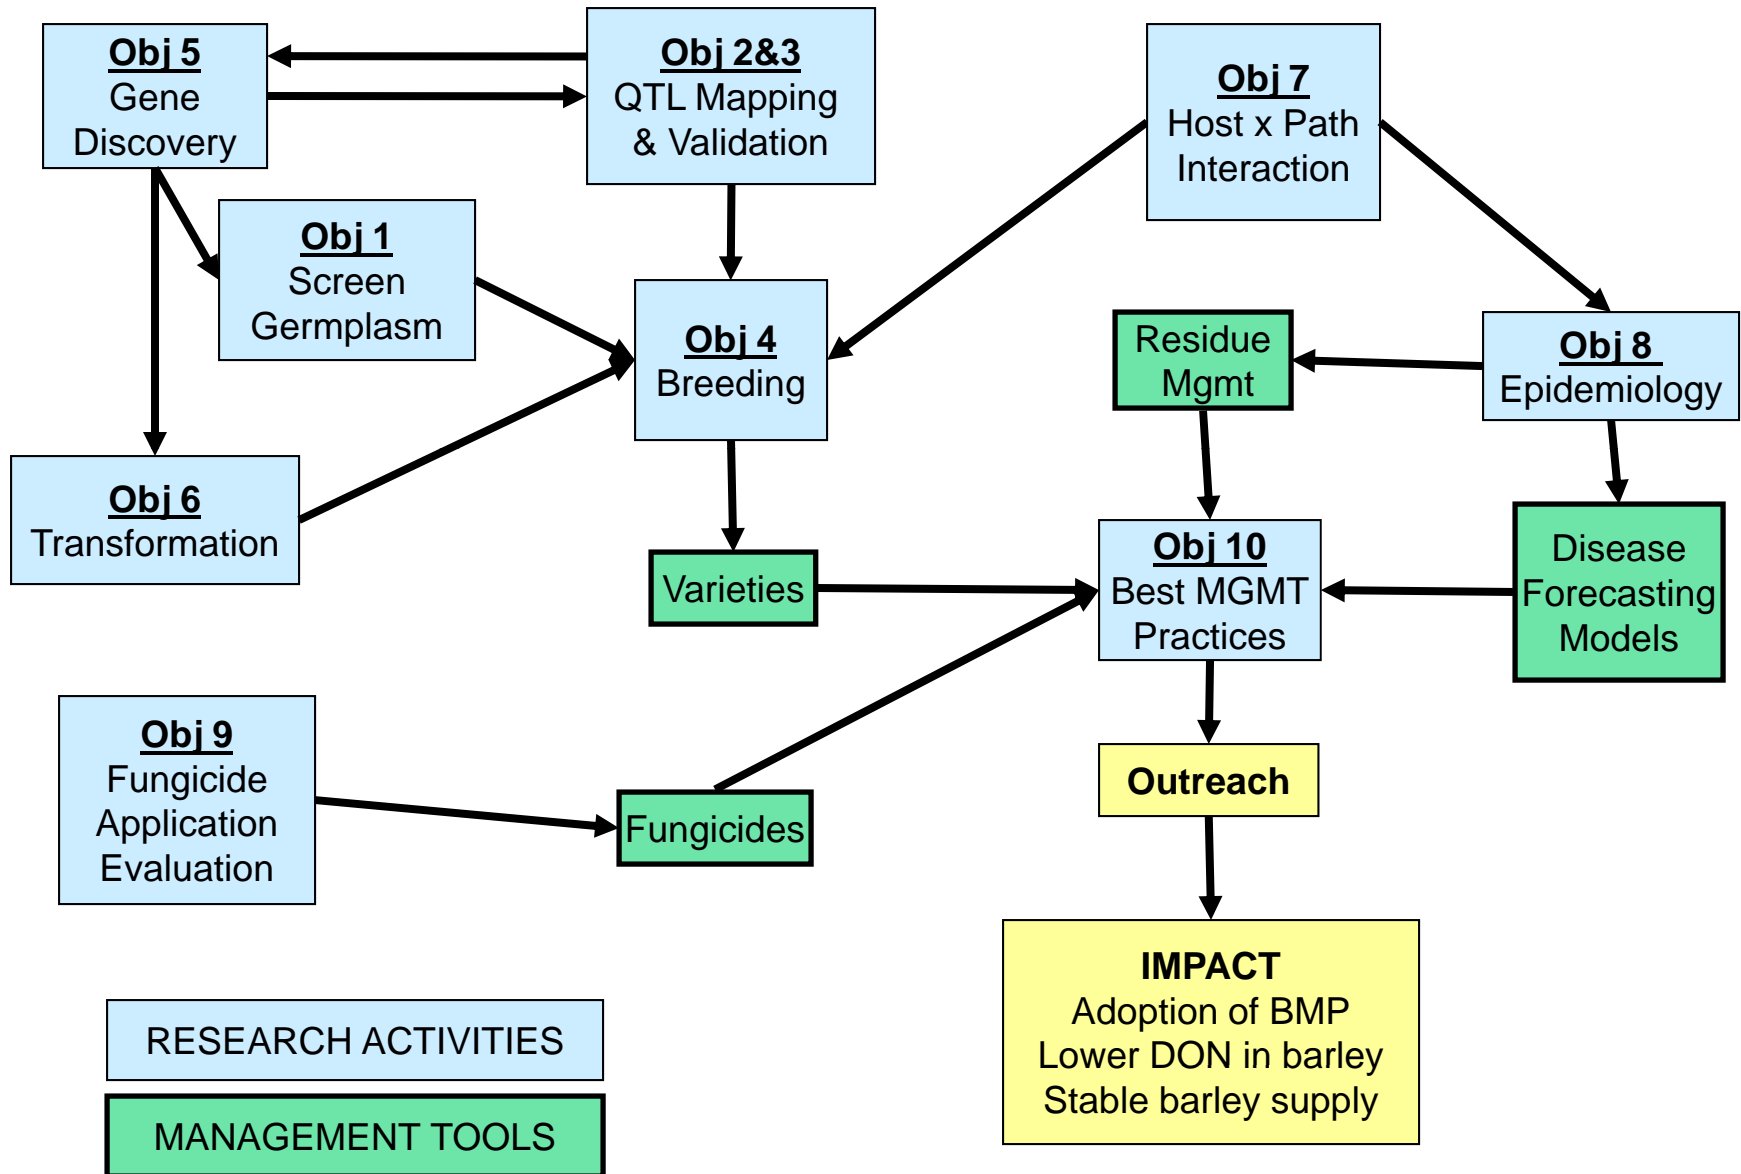 Obj 5
Gene
Discovery
Obj 2&3
QTL Mapping
& Validation
Obj 7
Host x Path
Interaction
Obj 1
Screen
Germplasm
Obj 4
Breeding
Residue
Mgmt
Obj 8
Epidemiology
Obj 6
Transformation
Varieties
Obj 10
Best MGMT
Practices
Disease
Forecasting
Models
Obj 9
Fungicide
Application
Evaluation
Fungicides
Outreach
IMPACT
Adoption of BMP
Lower DON in barley
Stable barley supply
RESEARCH ACTIVITIES
MANAGEMENT TOOLS